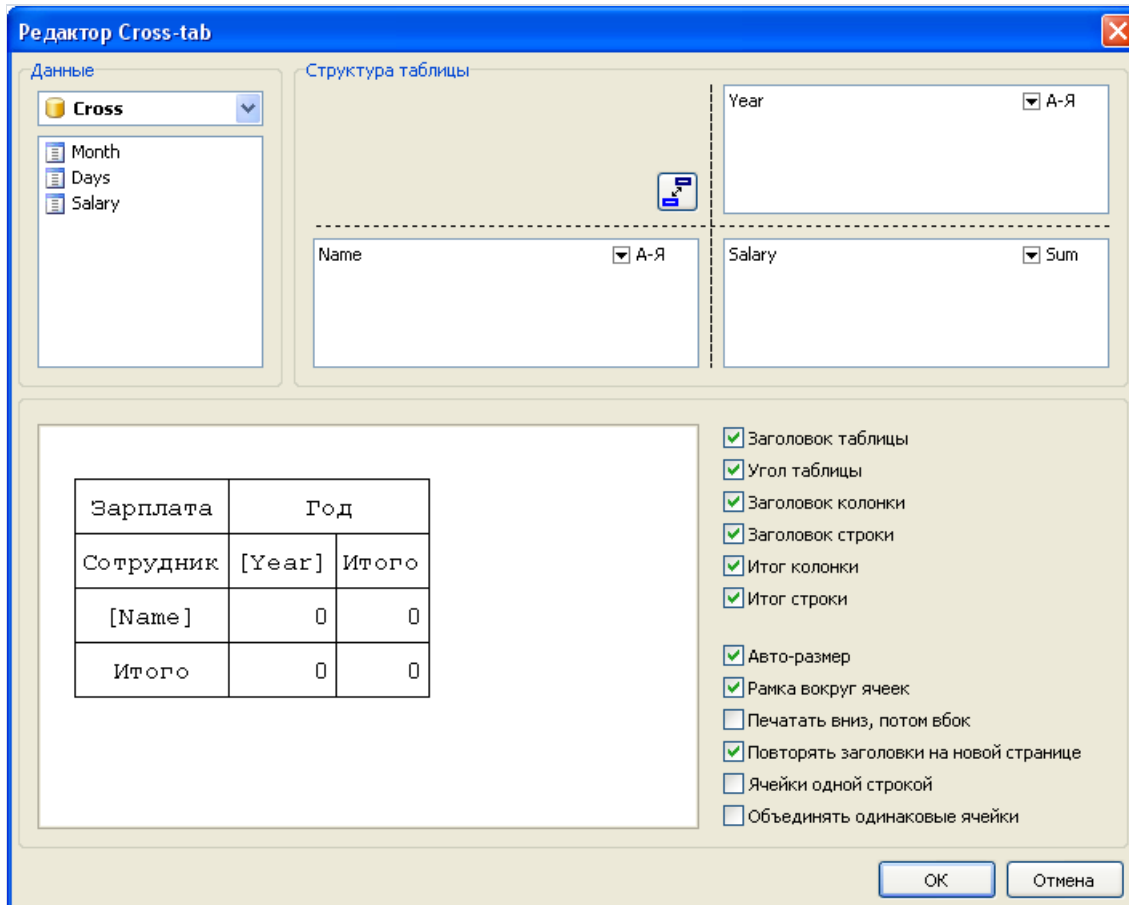 Редактор Cross-tab
Данные
Cross
Month
Days
Salary
Структура таблицы
Year А-Я
Name А-Я
Salary Sum
Зарплата Год
Сотрудник [Year] Итого
[Name] 0 0
Итого 0 0
Заголовок таблицы
Угол таблицы
Заголовок колонки
Заголовок строки
Итог колонки
Итог строки
Авто-размер
Рамка вокруг ячеек
Печатать вниз, потом вбок
Повторять заголовки на новой странице
Ячейки одной строкой
Объединять одинаковые ячейки
ОК Отмена